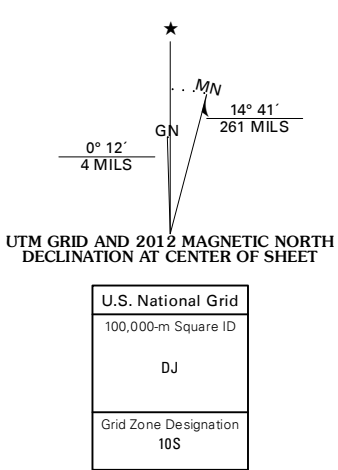 ★
MN
GN
14° 41´
261 MILS
0° 12´
4 MILS
UTM GRID AND 2012 MAGNETIC NORTH
DECLINATION AT CENTER OF SHEET
U.S. National Grid
100,000-m Square ID
DJ
Grid Zone Designation
10S